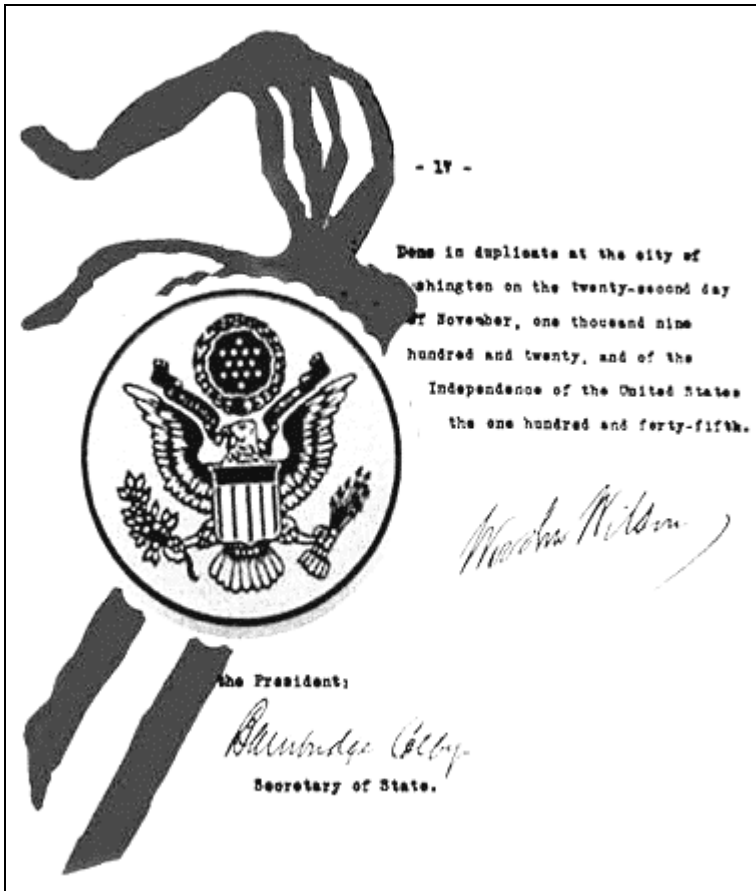 - 17 -
Done in duplicate at the city of
shington on the twenty-second day
of November, one thousand nine
hundred and twenty, and of the
Independence of the United States
the one hundred and forty-fifth.
Woodrow Wilson
the President:
Bainbridge Colby
Secretary of State.